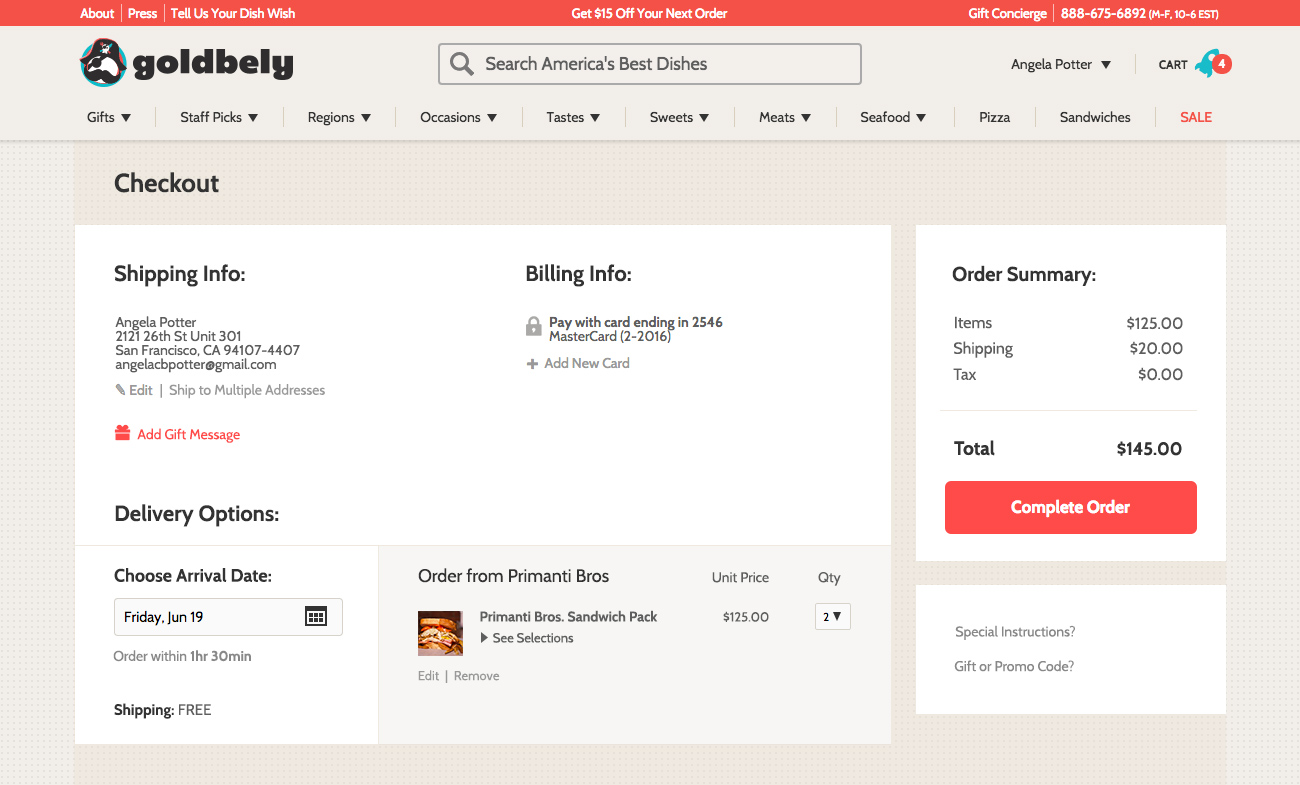 About Press Tell Us Your Dish Wish Get $15 Off Your Next Order Gift Concierge 888-675-6892 (M-F, 10-6 EST)
goldbely Search America's Best Dishes Angela Potter CART 4
Gifts Staff Picks Regions Occasions Tastes Sweets Meats Seafood Pizza Sandwiches SALE
Checkout
Shipping Info:
Angela Potter
2121 26th St Unit 301
San Francisco, CA 94107-4407
angelacbpotter@gmail.com
Edit | Ship to Multiple Addresses
Add Gift Message
Billing Info:
Pay with card ending in 2546
MasterCard (2-2016)
Add New Card
Delivery Options:
Choose Arrival Date:
Friday, Jun 19
Order within 1hr 30min
Shipping: FREE
Order from Primanti Bros Unit Price Qty
Primanti Bros. Sandwich Pack $125.00 2
See Selections
Edit | Remove
Order Summary:
Items $125.00
Shipping $20.00
Tax $0.00
Total $145.00
Complete Order
Special Instructions?
Gift or Promo Code?